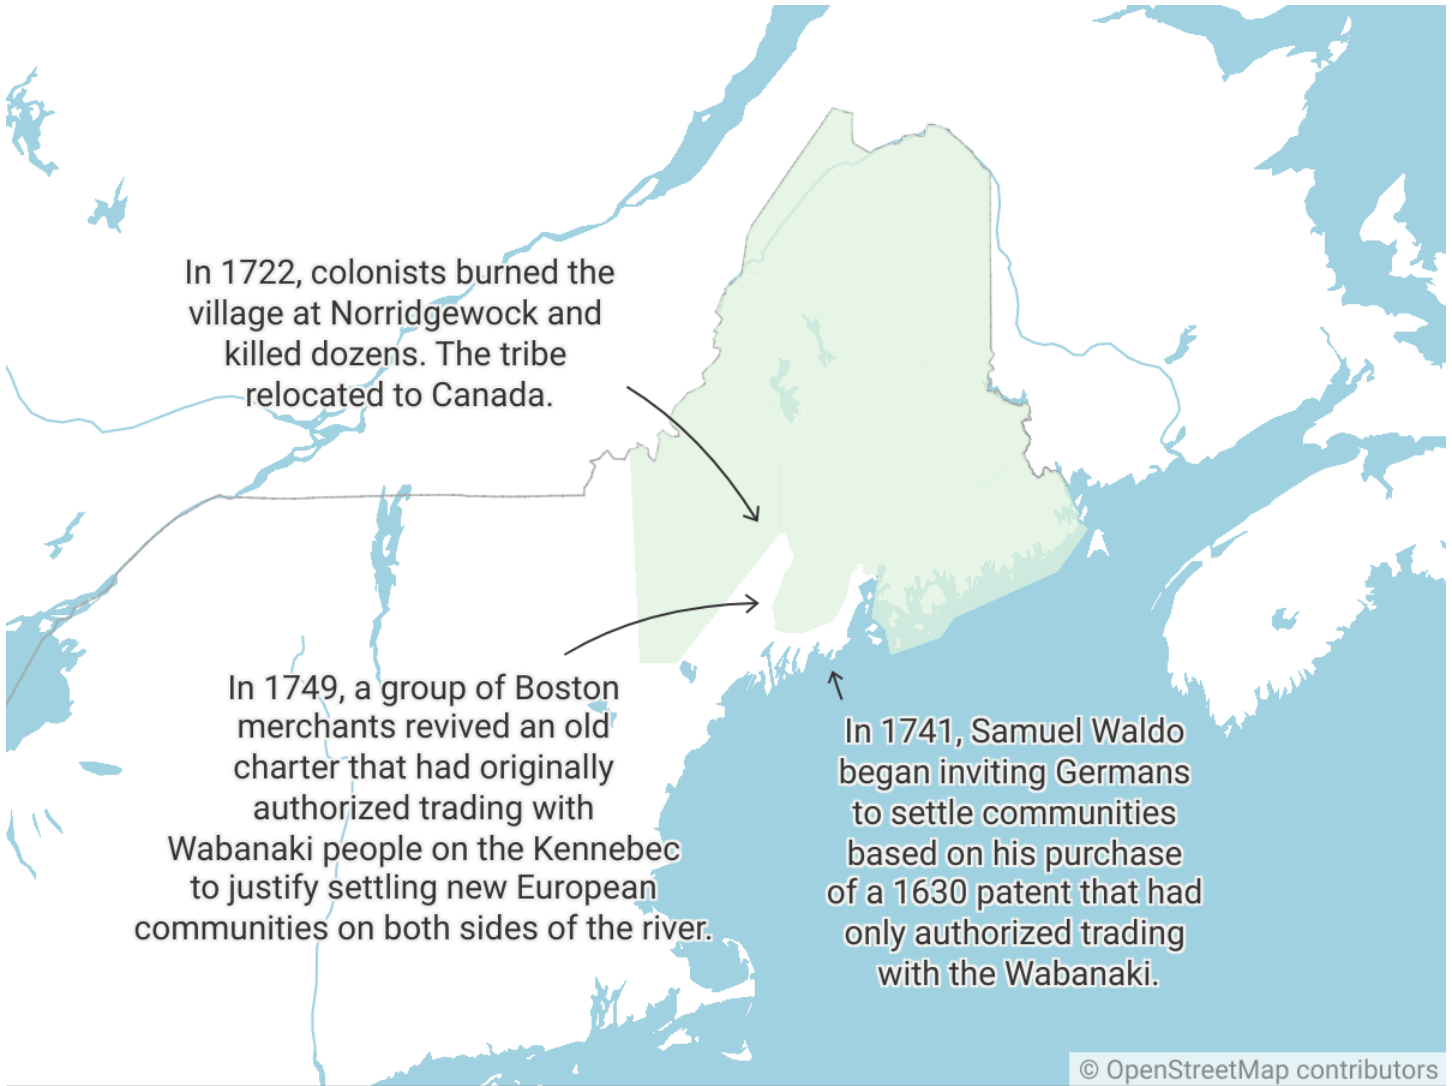 In 1722, colonists burned the
village at Norridgewock and
killed dozens. The tribe
relocated to Canada.
In 1749, a group of Boston
merchants revived an old
charter that had originally
authorized trading with
Wabanaki people on the Kennebec
to justify settling new European
communities on both sides of the river.
In 1741, Samuel Waldo
began inviting Germans
to settle communities
based on his purchase
of a 1630 patent that had
only authorized trading
with the Wabanaki.
© OpenStreetMap contributors